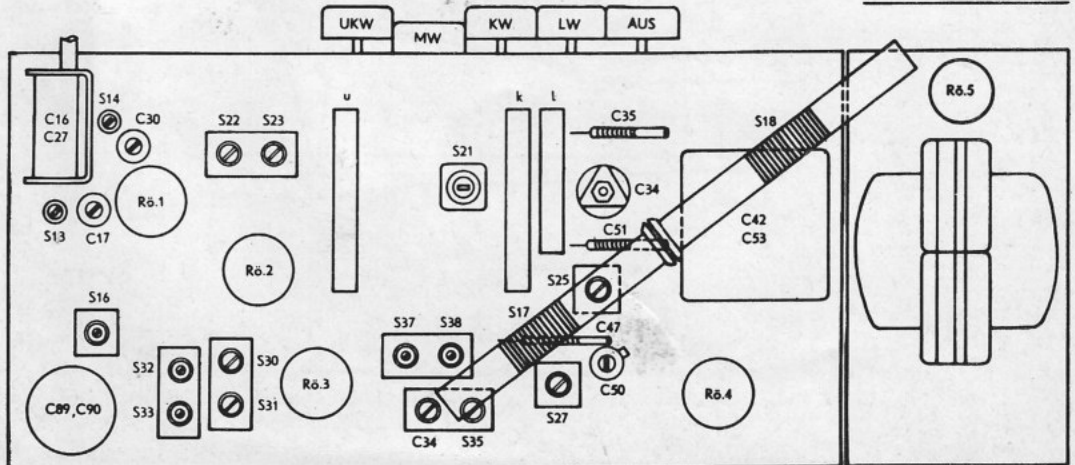 UKW MW KW LW AUS
S14
C16
C27
C30
S22 S23
u
k l
C35
S18
Rö.5
S21
C34
Rö.1
S13 C17
C51
C42
C53
Rö.2
S25
S16
S17
S37 S38
C47
S32
S30
Rö.3
C50
Rö.4
C89,C90
S33
S31
C34 S35
S27